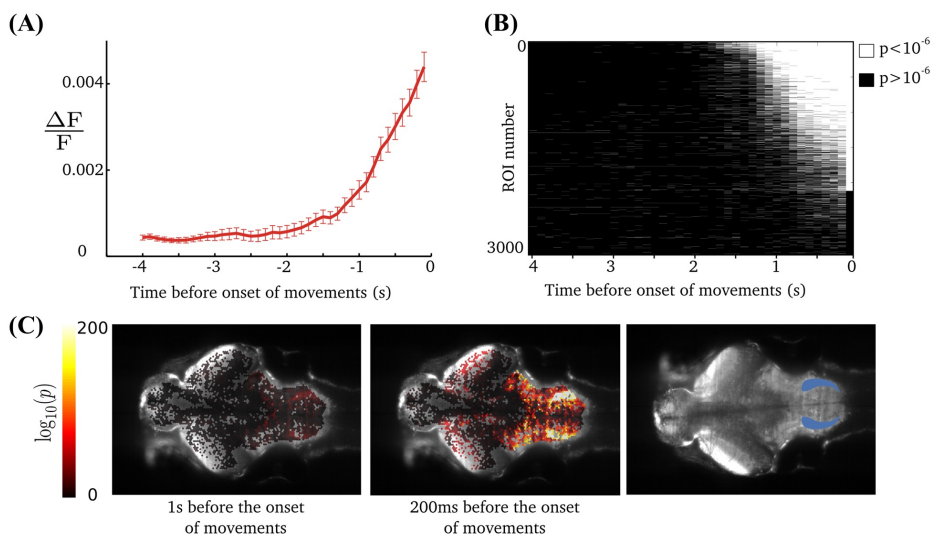 (A)
0.004
ΔF
F
0.002
0
-4 -3 -2 -1 0
Time before onset of movements (s)
(B)
0
ROI number
3000
4 3 2 1 0
Time before onset of movements (s)
p<10⁻⁶
p>10⁻⁶
(C)
200
log₁₀(p)
0
1s before the onset
of movements
200ms before the onset
of movements